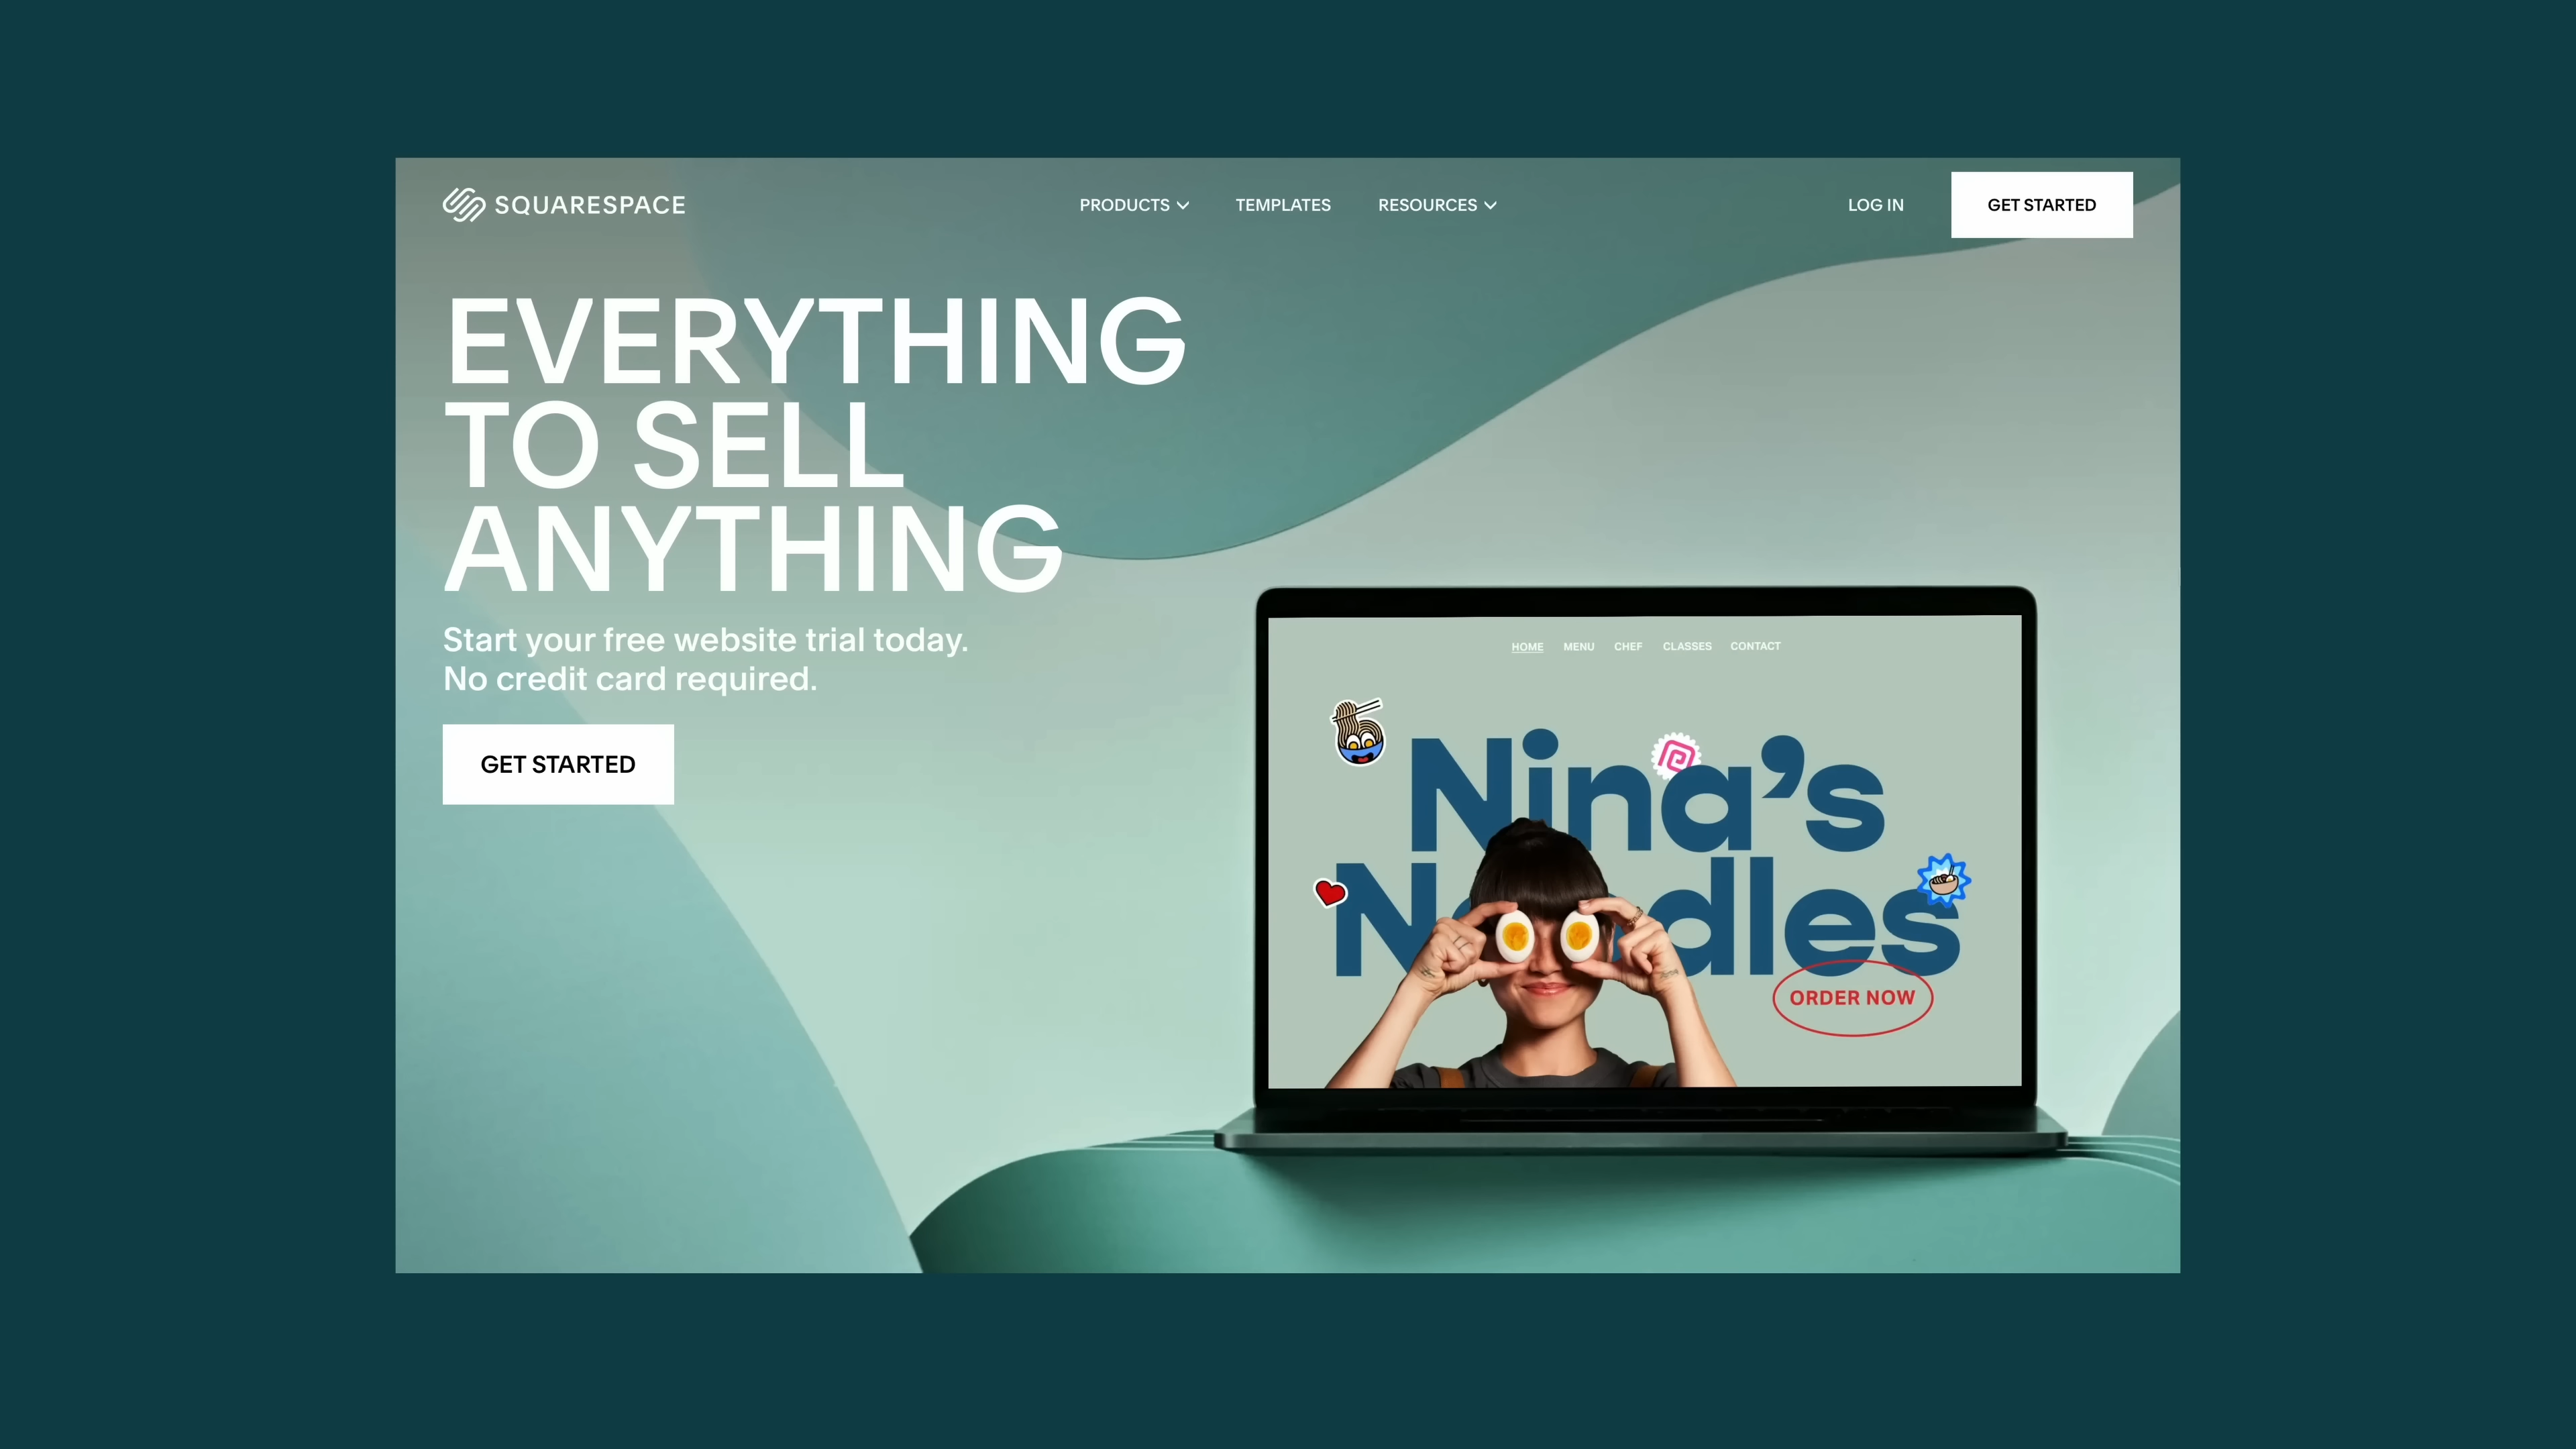 SQUARESPACE
PRODUCTS
TEMPLATES
RESOURCES
LOG IN
GET STARTED
EVERYTHING
TO SELL
ANYTHING
Start your free website trial today.
No credit card required.
GET STARTED
HOME
MENU
CHEF
CLASSES
CONTACT
Nina’s
Noodles
ORDER NOW